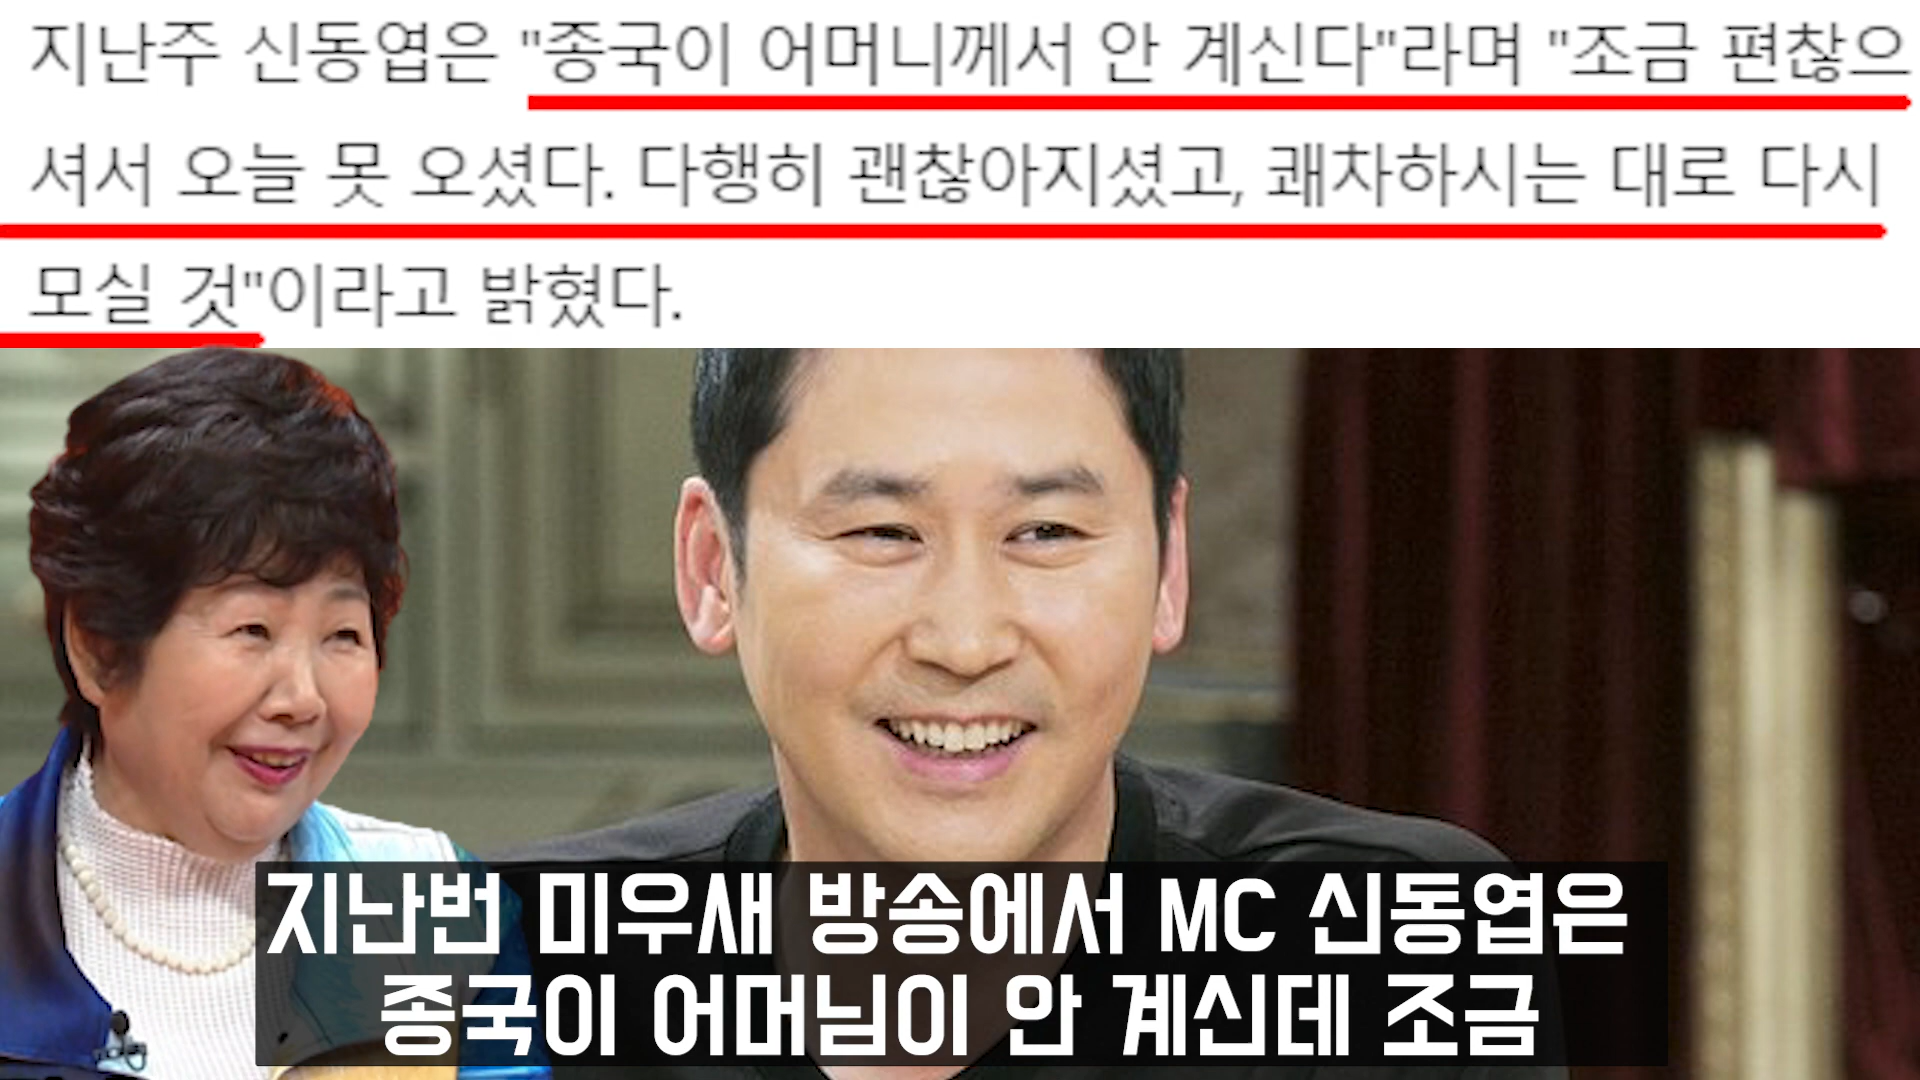 지난주 신동엽은 "종국이 어머니께서 안 계신다"라며 "조금 편찮으
셔서 오늘 못 오셨다. 다행히 괜찮아지셨고, 쾌차하시는 대로 다시
모실 것"이라고 밝혔다.
지난번 미우새 방송에서 MC 신동엽은
종국이 어머님이 안 계신데 조금